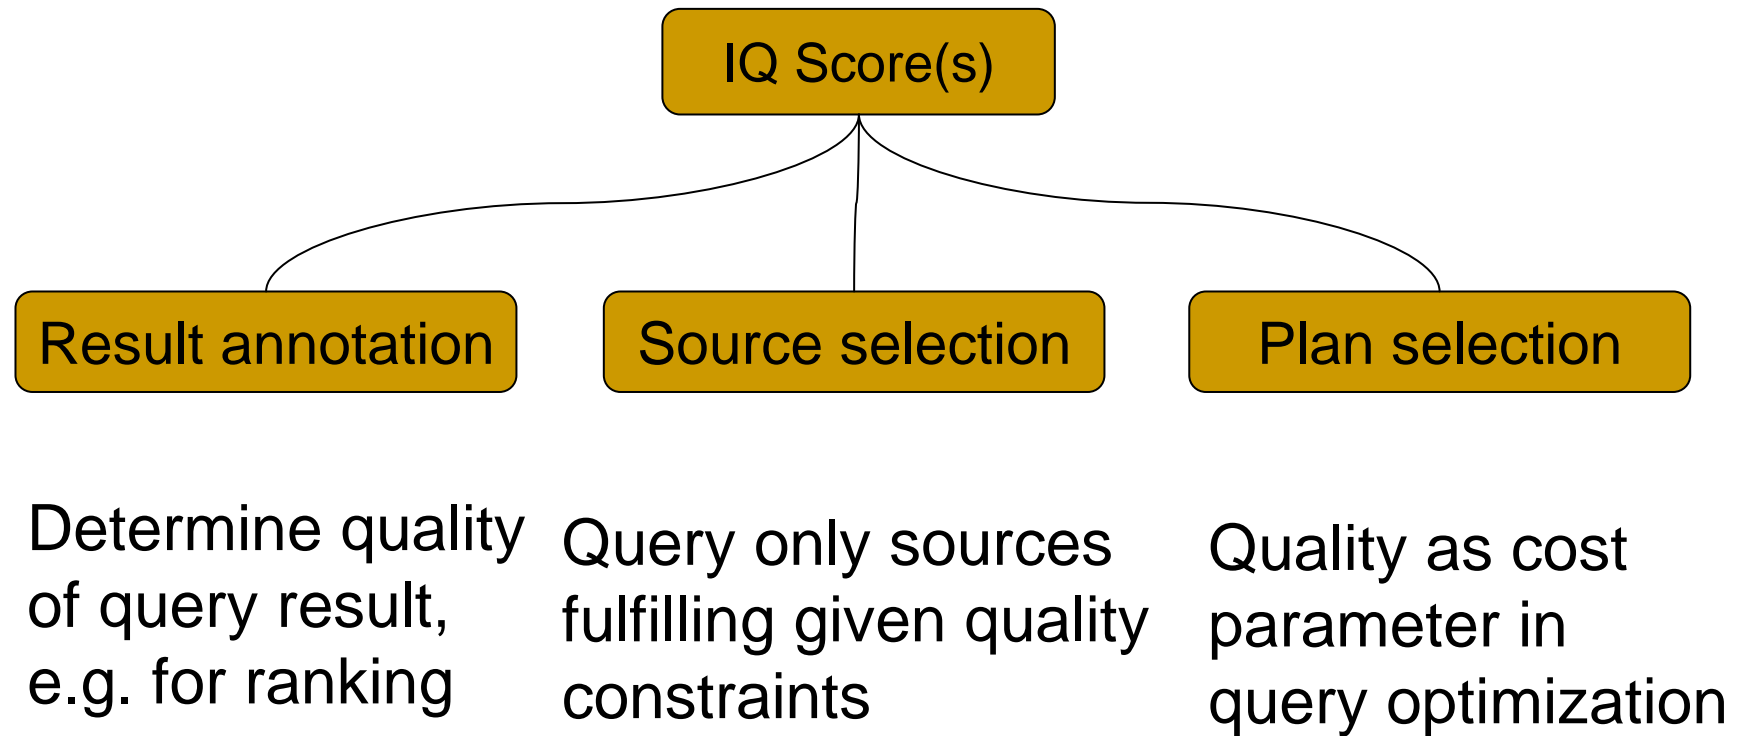 IQ Score(s)
Result annotation
Source selection
Plan selection
Determine quality
of query result,
e.g. for ranking
Query only sources
fulfilling given quality
constraints
Quality as cost
parameter in
query optimization